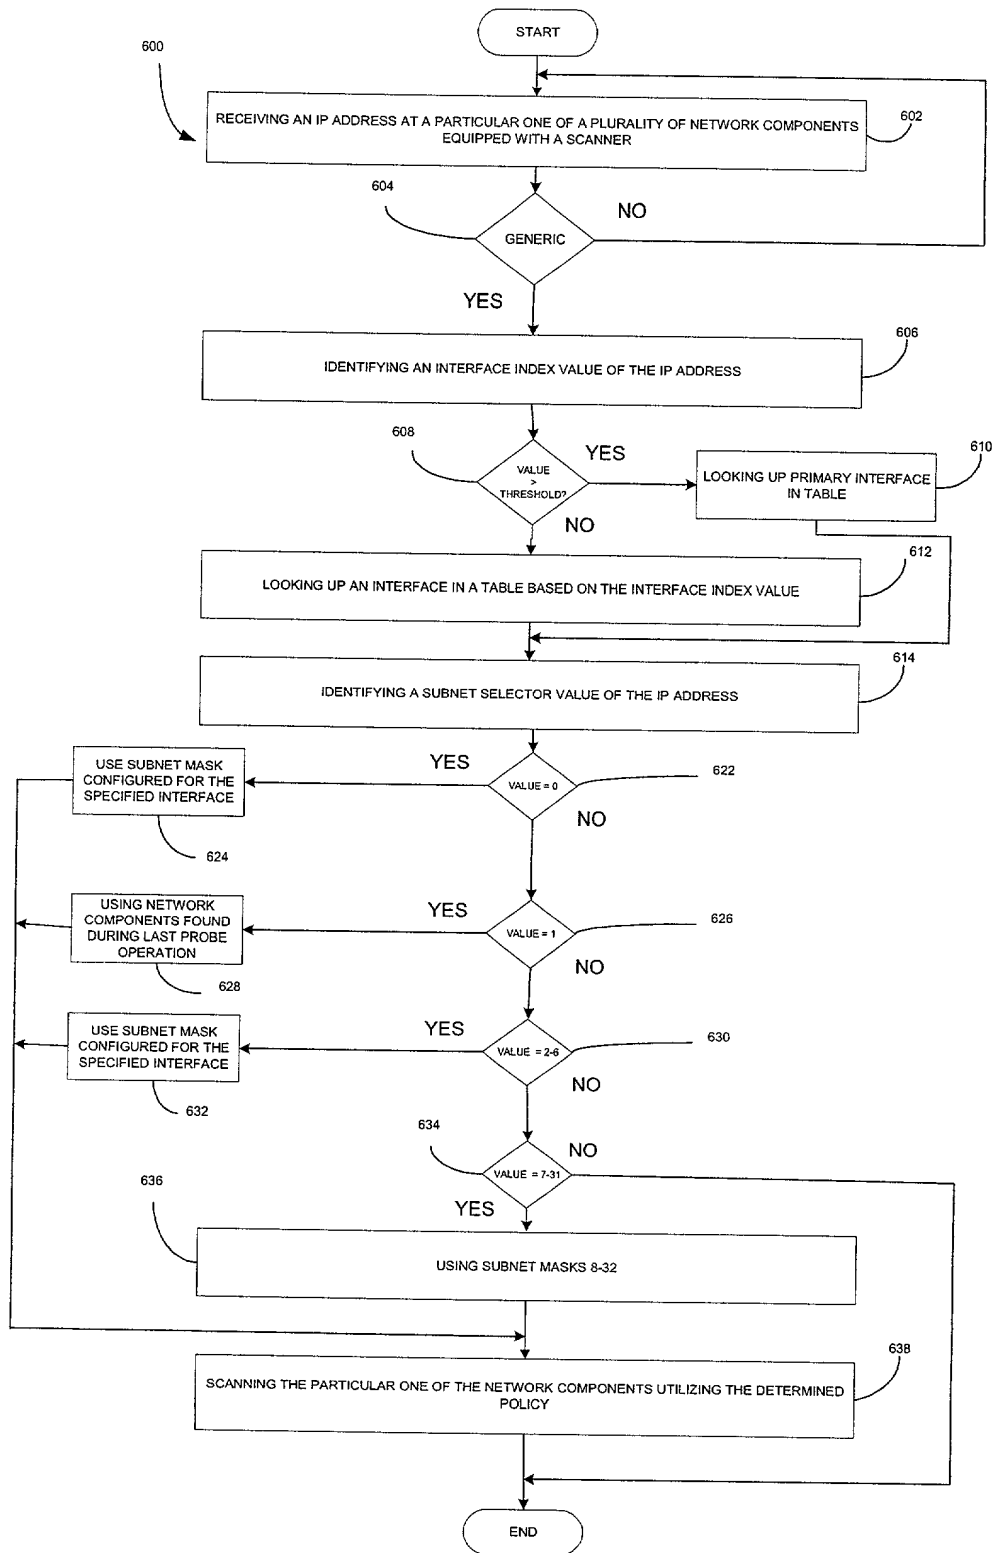 START
600
RECEIVING AN IP ADDRESS AT A PARTICULAR ONE OF A PLURALITY OF NETWORK COMPONENTS
EQUIPPED WITH A SCANNER
602
604
GENERIC
NO
YES
606
IDENTIFYING AN INTERFACE INDEX VALUE OF THE IP ADDRESS
608
VALUE
>
THRESHOLD?
YES
NO
610
LOOKING UP PRIMARY INTERFACE
IN TABLE
612
LOOKING UP AN INTERFACE IN A TABLE BASED ON THE INTERFACE INDEX VALUE
614
IDENTIFYING A SUBNET SELECTOR VALUE OF THE IP ADDRESS
USE SUBNET MASK
CONFIGURED FOR THE
SPECIFIED INTERFACE
624
YES
VALUE = 0
622
NO
USING NETWORK
COMPONENTS FOUND
DURING LAST PROBE
OPERATION
628
YES
VALUE = 1
626
NO
USE SUBNET MASK
CONFIGURED FOR THE
SPECIFIED INTERFACE
632
YES
VALUE = 2-6
630
NO
634
VALUE = 7-31
NO
YES
636
USING SUBNET MASKS 8-32
638
SCANNING THE PARTICULAR ONE OF THE NETWORK COMPONENTS UTILIZING THE DETERMINED
POLICY
END